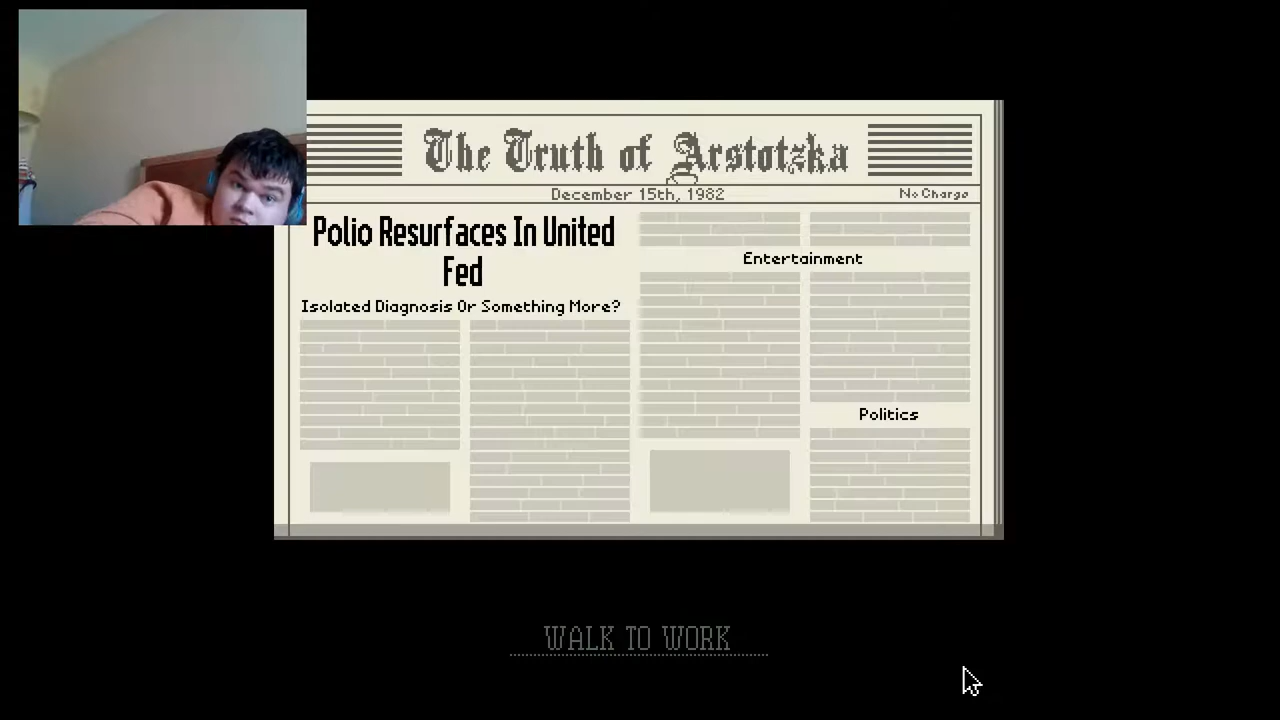 The Truth of Arstotzka
December 15th, 1982
No Charge
Polio Resurfaces In United
Fed
Isolated Diagnosis Or Something More?
Entertainment
Politics
WALK TO WORK